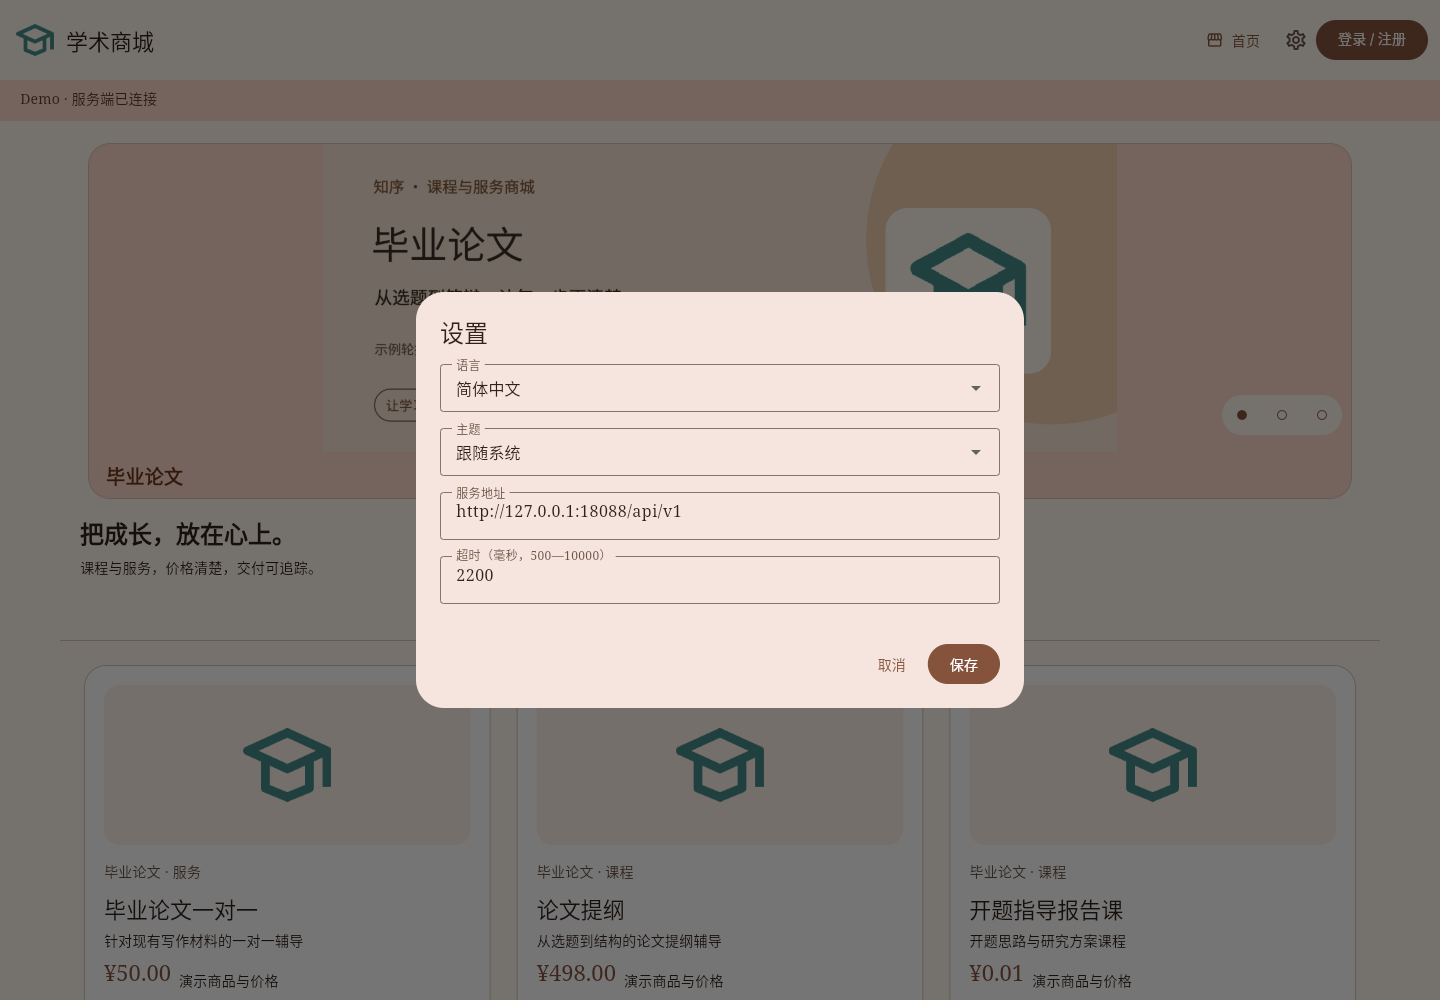 学术商城
首页
登录 / 注册
Demo · 服务端已连接
知序 · 课程与服务商城
毕业论文
从选题
示例轮
让学
毕业论文
把成长，放在心上。
课程与服务，价格清楚，交付可追踪。
设置
语言
简体中文
主题
跟随系统
服务地址
http://127.0.0.1:18088/api/v1
超时（毫秒，500—10000）
2200
取消
保存
毕业论文 · 服务
毕业论文一对一
针对现有写作材料的一对一辅导
¥50.00 演示商品与价格
毕业论文 · 课程
论文提纲
从选题到结构的论文提纲辅导
¥498.00 演示商品与价格
毕业论文 · 课程
开题指导报告课
开题思路与研究方案课程
¥0.01 演示商品与价格